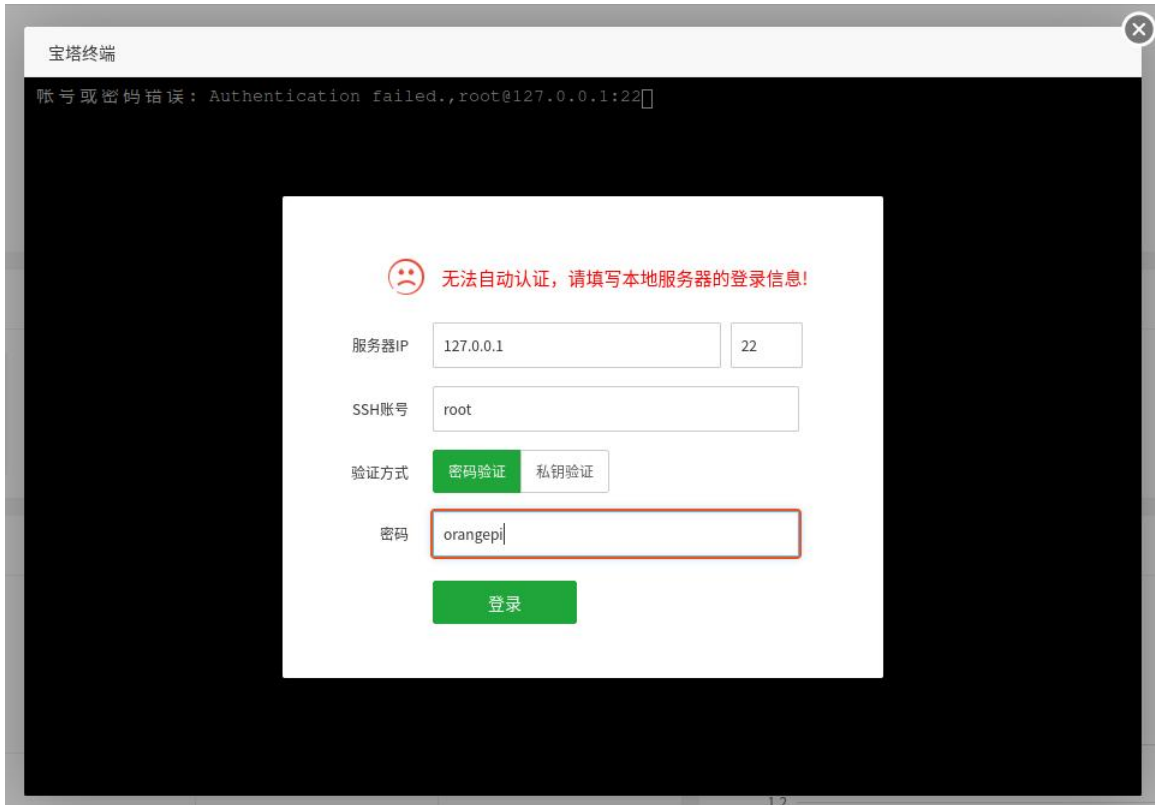 宝塔终端
账号或密码错误: Authentication failed.,root@127.0.0.1:22
无法自动认证，请填写本地服务器的登录信息!
服务器IP 127.0.0.1 22
SSH账号 root
验证方式 密码验证 私钥验证
密码 orangepi
登录